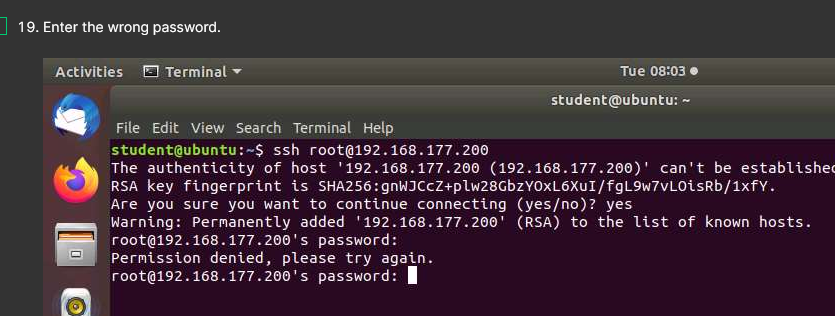 19. Enter the wrong password.
Activities Terminal Tue 08:03
student@ubuntu: ~
File Edit View Search Terminal Help
student@ubuntu:~$ ssh root@192.168.177.200
The authenticity of host '192.168.177.200 (192.168.177.200)' can't be established
RSA key fingerprint is SHA256:gnWJCcZ+plw28GbzYOxL6XuI/fgL9w7vLOisRb/1xfY.
Are you sure you want to continue connecting (yes/no)? yes
Warning: Permanently added '192.168.177.200' (RSA) to the list of known hosts.
root@192.168.177.200's password:
Permission denied, please try again.
root@192.168.177.200's password: